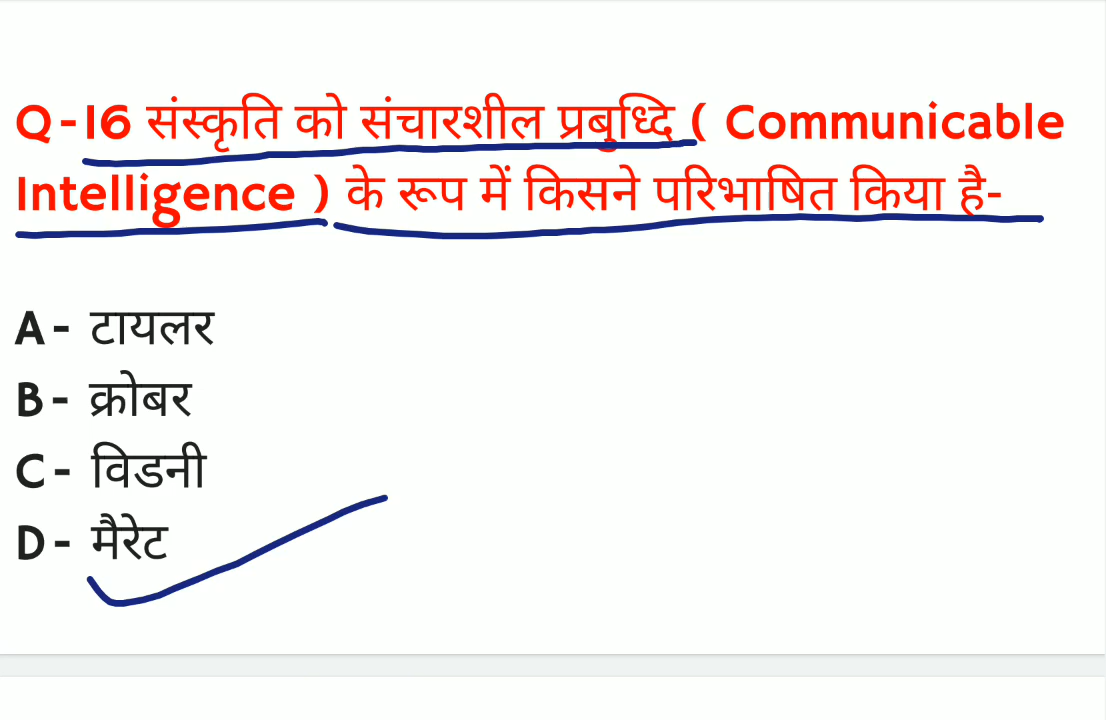 Q-16 संस्कृति को संचारशील प्रबुध्दि ( Communicable
Intelligence ) के रूप में किसने परिभाषित किया है-
A- टायलर
B- क्रोबर
C- विडनी
D- मैरेट